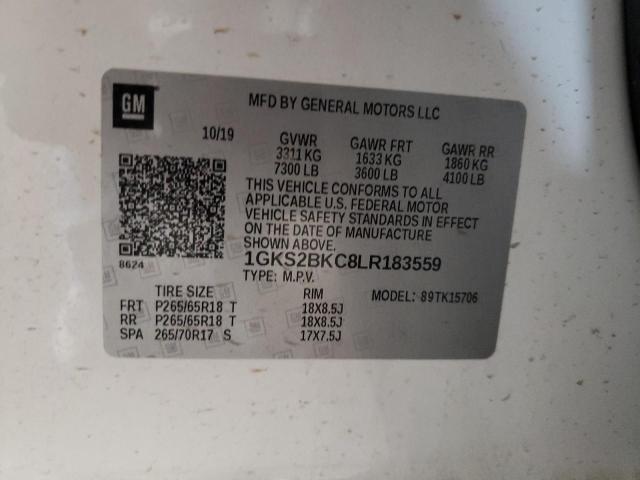 GM
MFD BY GENERAL MOTORS LLC
10/19
GVWR GAWR FRT GAWR RR
3311 KG 1633 KG 1860 KG
7300 LB 3600 LB 4100 LB
THIS VEHICLE CONFORMS TO ALL
APPLICABLE U.S. FEDERAL MOTOR
VEHICLE SAFETY STANDARDS IN EFFECT
ON THE DATE OF MANUFACTURE
SHOWN ABOVE.
8624
1GKS2BKC8LR183559
TYPE: M.P.V.
MODEL: 89TK15706
TIRE SIZE RIM
FRT P265/65R18 T 18X8.5J
RR P265/65R18 T 18X8.5J
SPA 265/70R17 S 17X7.5J